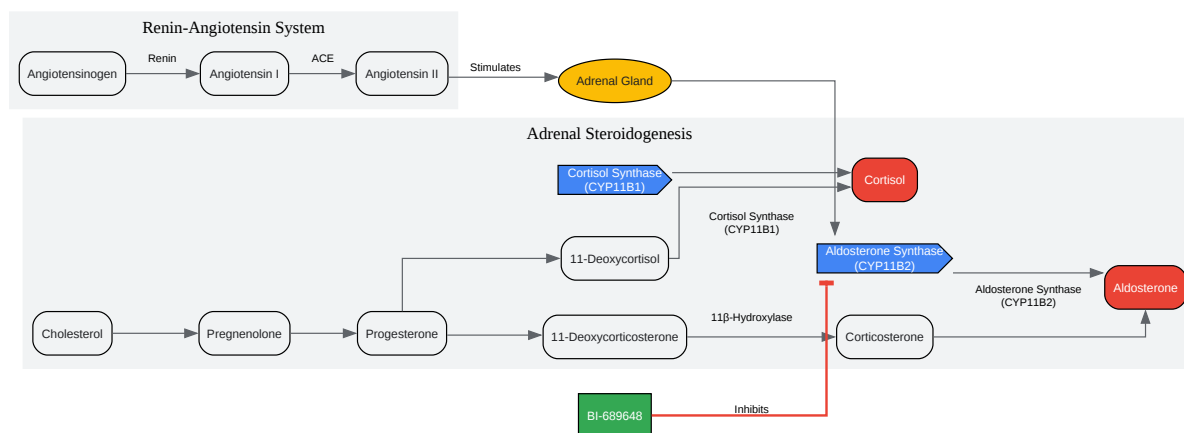 Renin-Angiotensin System
Angiotensinogen
Renin
Angiotensin I
ACE
Angiotensin II
Stimulates
Adrenal Gland
Adrenal Steroidogenesis
Cortisol Synthase
(CYP11B1)
Cortisol
Cortisol Synthase
(CYP11B1)
11-Deoxycortisol
Aldosterone Synthase
(CYP11B2)
Aldosterone Synthase
(CYP11B2)
Aldosterone
Cholesterol
Pregnenolone
Progesterone
11-Deoxycorticosterone
11β-Hydroxylase
Corticosterone
BI-689648
Inhibits